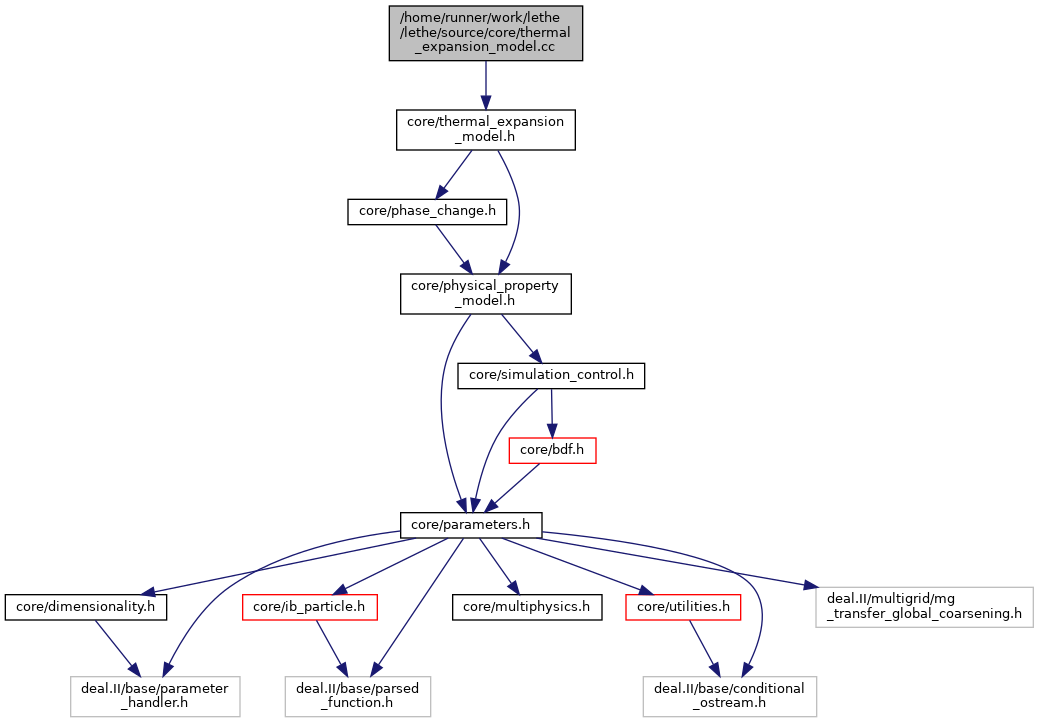 /home/runner/work/lethe
/lethe/source/core/thermal
_expansion_model.cc
core/thermal_expansion
_model.h
core/phase_change.h
core/physical_property
_model.h
core/simulation_control.h
core/bdf.h
core/parameters.h
core/dimensionality.h
core/ib_particle.h
core/multiphysics.h
core/utilities.h
deal.II/multigrid/mg
_transfer_global_coarsening.h
deal.II/base/parameter
_handler.h
deal.II/base/parsed
_function.h
deal.II/base/conditional
_ostream.h